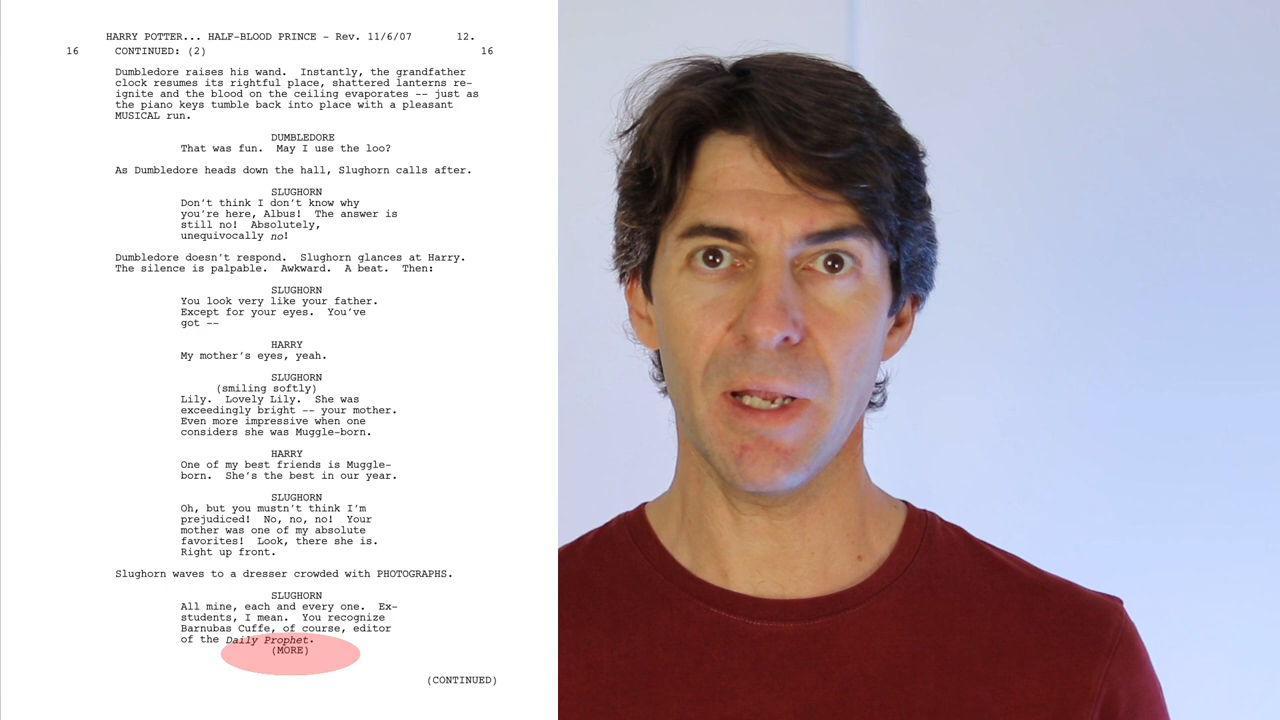 HARRY POTTER... HALF-BLOOD PRINCE - Rev. 11/6/07 12.
16 CONTINUED: (2) 16
Dumbledore raises his wand. Instantly, the grandfather
clock resumes its rightful place, shattered lanterns re-
ignite and the blood on the ceiling evaporates -- just as
the piano keys tumble back into place with a pleasant
MUSICAL run.
DUMBLEDORE
That was fun. May I use the loo?
As Dumbledore heads down the hall, Slughorn calls after.
SLUGHORN
Don't think I don't know why
you're here, Albus! The answer is
still no! Absolutely,
unequivocally no!
Dumbledore doesn't respond. Slughorn glances at Harry.
The silence is palpable. Awkward. A beat. Then:
SLUGHORN
You look very like your father.
Except for your eyes. You've
got --
HARRY
My mother's eyes, yeah.
SLUGHORN
(smiling softly)
Lily. Lovely Lily. She was
exceedingly bright -- your mother.
Even more impressive when one
considers she was Muggle-born.
HARRY
One of my best friends is Muggle-
born. She's the best in our year.
SLUGHORN
Oh, but you mustn't think I'm
prejudiced! No, no, no! Your
mother was one of my absolute
favorites! Look, there she is.
Right up front.
Slughorn waves to a dresser crowded with PHOTOGRAPHS.
SLUGHORN
All mine, each and every one. Ex-
students, I mean. You recognize
Barnubas Cuffe, of course, editor
of the Daily Prophet.
(MORE)
(CONTINUED)